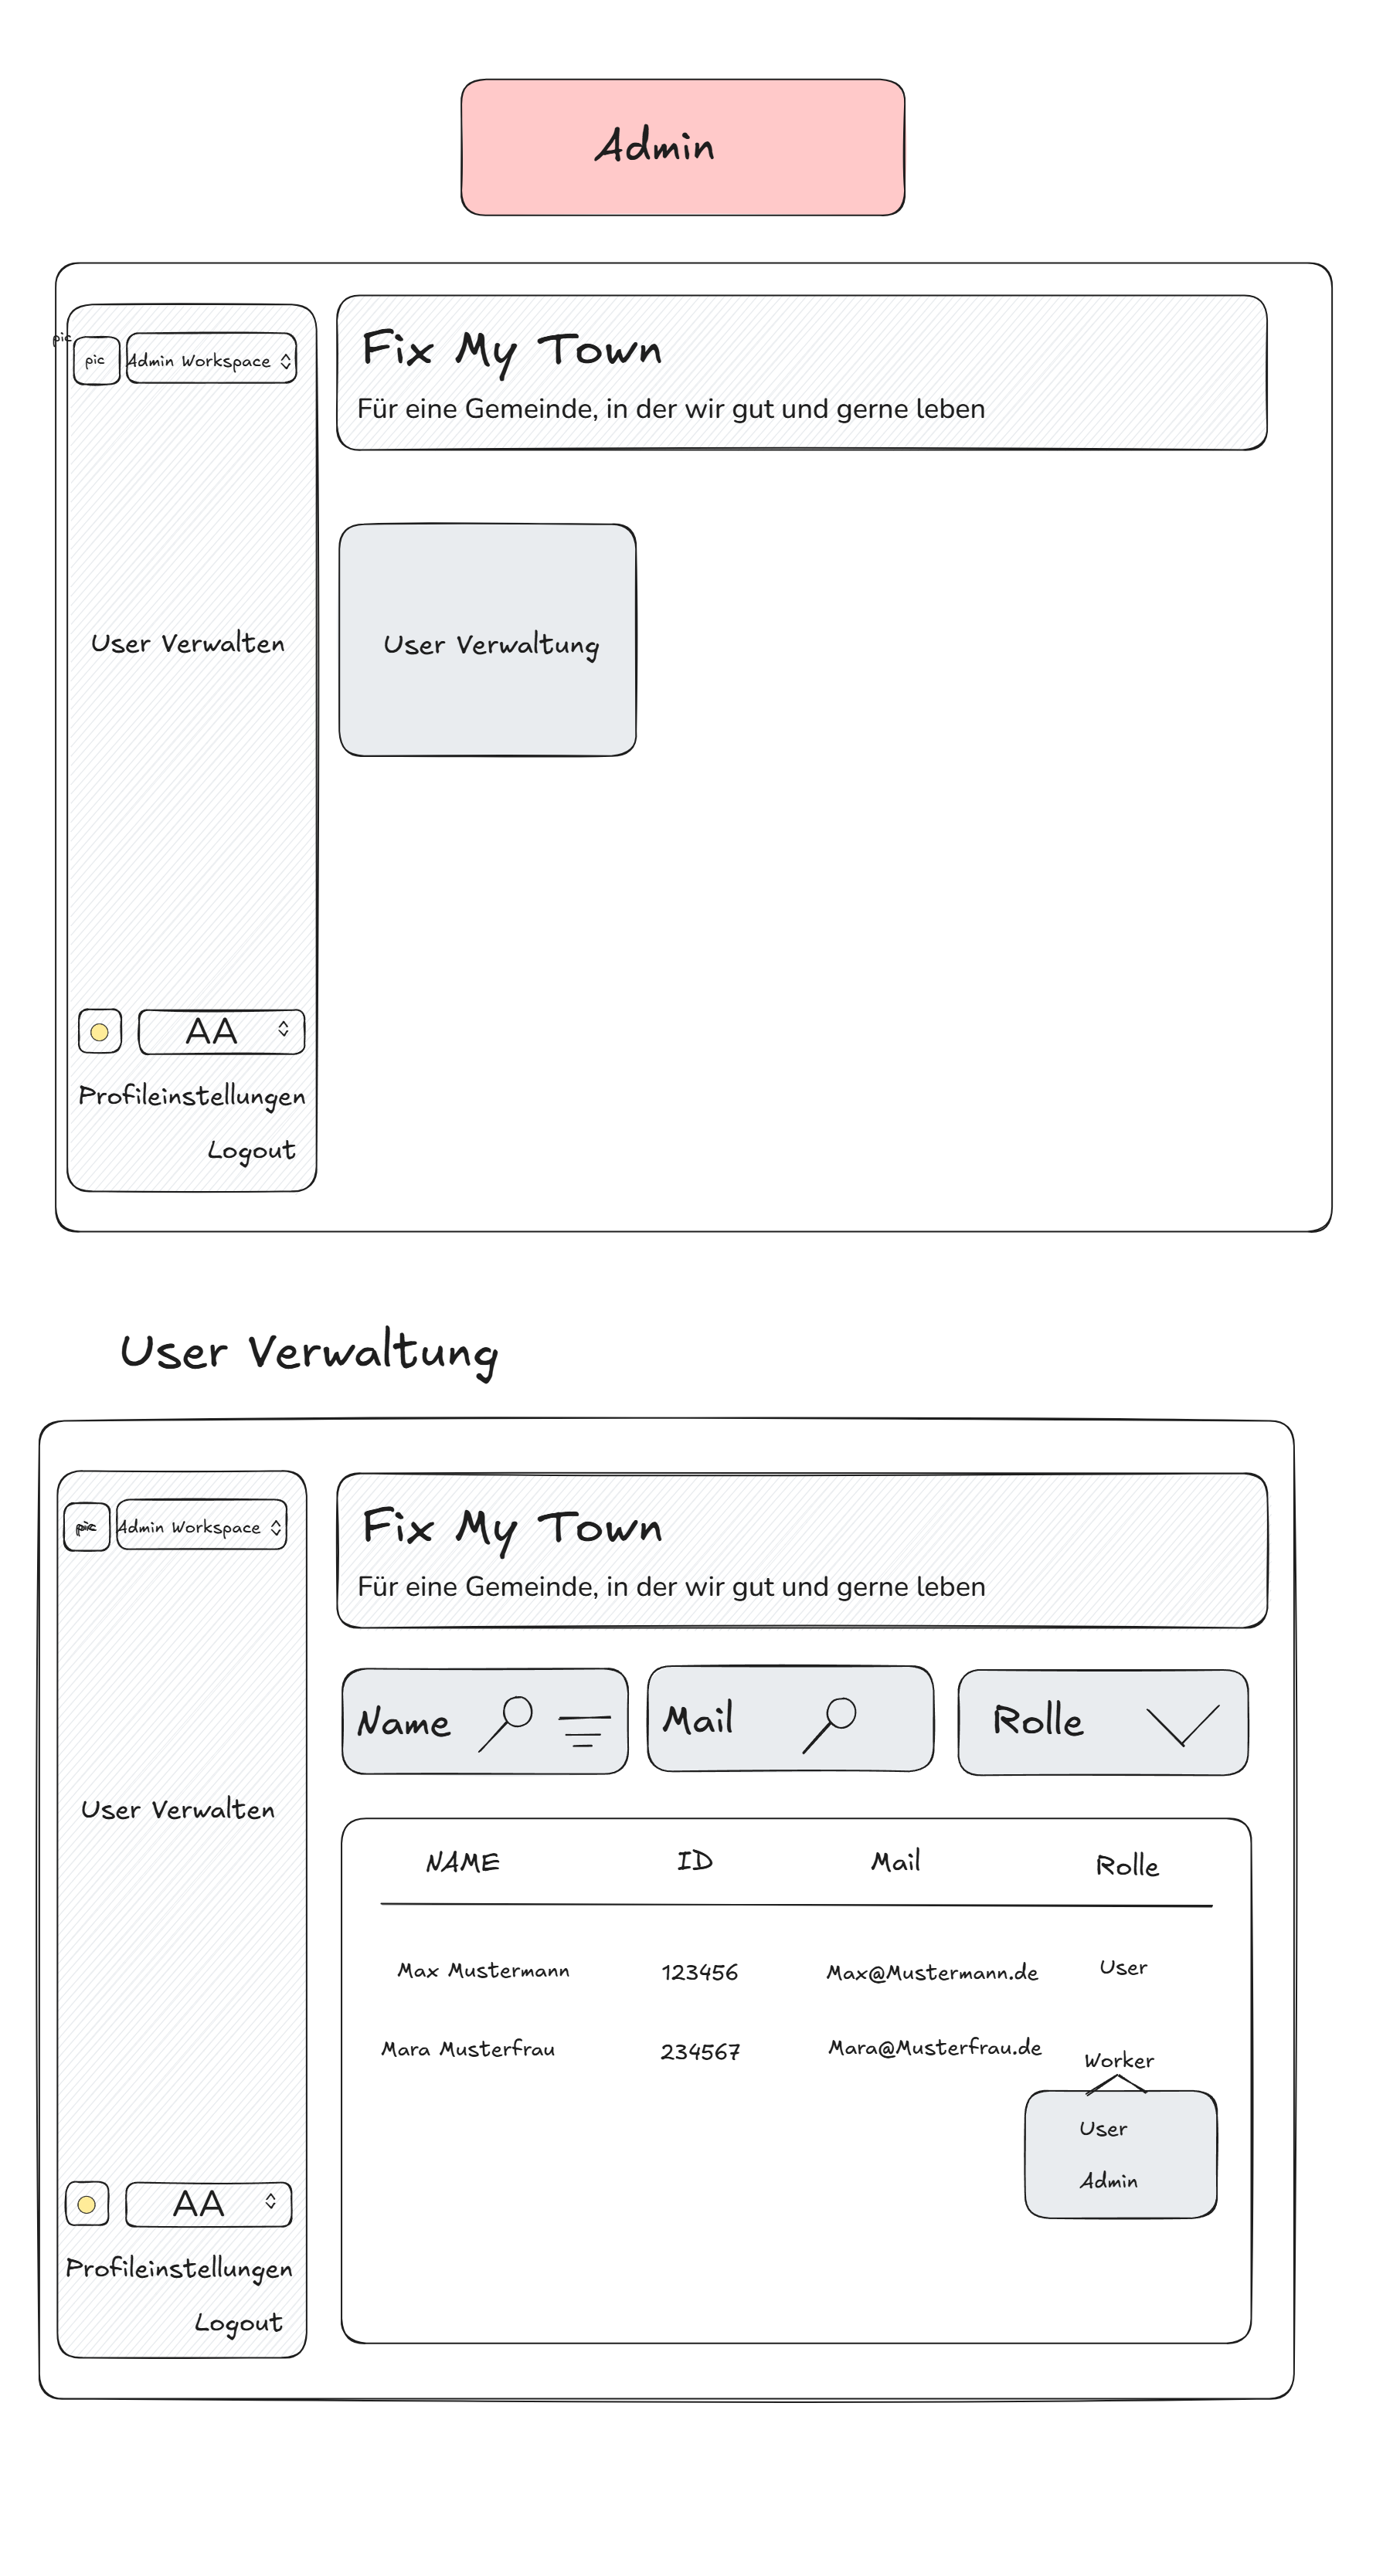 Admin
pic
pic
Admin Workspace
Fix My Town
Für eine Gemeinde, in der wir gut und gerne leben
User Verwalten
User Verwaltung
AA
Profileinstellungen
Logout
User Verwaltung
pic
Admin Workspace
Fix My Town
Für eine Gemeinde, in der wir gut und gerne leben
Name
Mail
Rolle
User Verwalten
NAME ID Mail Rolle
Max Mustermann 123456 Max@Mustermann.de User
Mara Musterfrau 234567 Mara@Musterfrau.de Worker
User
Admin
AA
Profileinstellungen
Logout